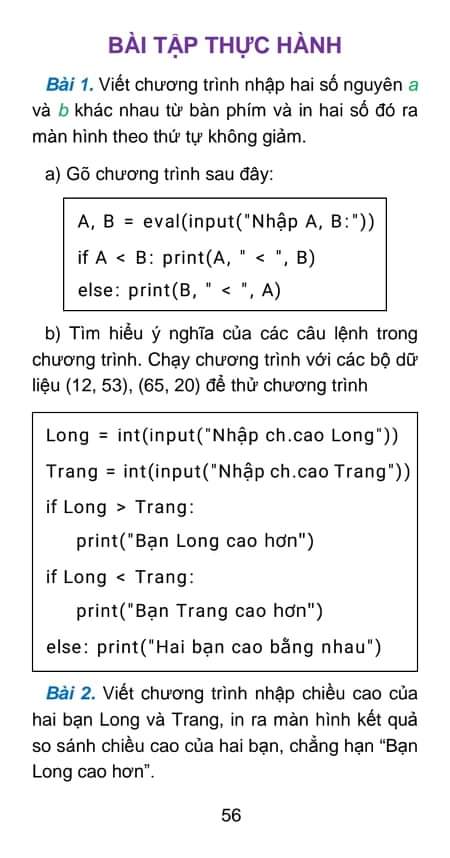 BÀI TẬP THỰC HÀNH
Bài 1. Viết chương trình nhập hai số nguyên a
và b khác nhau từ bàn phím và in hai số đó ra
màn hình theo thứ tự không giảm.
a) Gõ chương trình sau đây:
A, B = eval(input("Nhập A, B:"))
if A < B: print(A, " < ", B)
else: print(B, " < ", A)
b) Tìm hiểu ý nghĩa của các câu lệnh trong
chương trình. Chạy chương trình với các bộ dữ
liệu (12, 53), (65, 20) để thử chương trình
Long = int(input("Nhập ch.cao Long"))
Trang = int(input("Nhập ch.cao Trang"))
if Long > Trang:
print("Bạn Long cao hơn")
if Long < Trang:
print("Bạn Trang cao hơn")
else: print("Hai bạn cao bằng nhau")
Bài 2. Viết chương trình nhập chiều cao của
hai bạn Long và Trang, in ra màn hình kết quả
so sánh chiều cao của hai bạn, chẳng hạn “Bạn
Long cao hơn”.
56